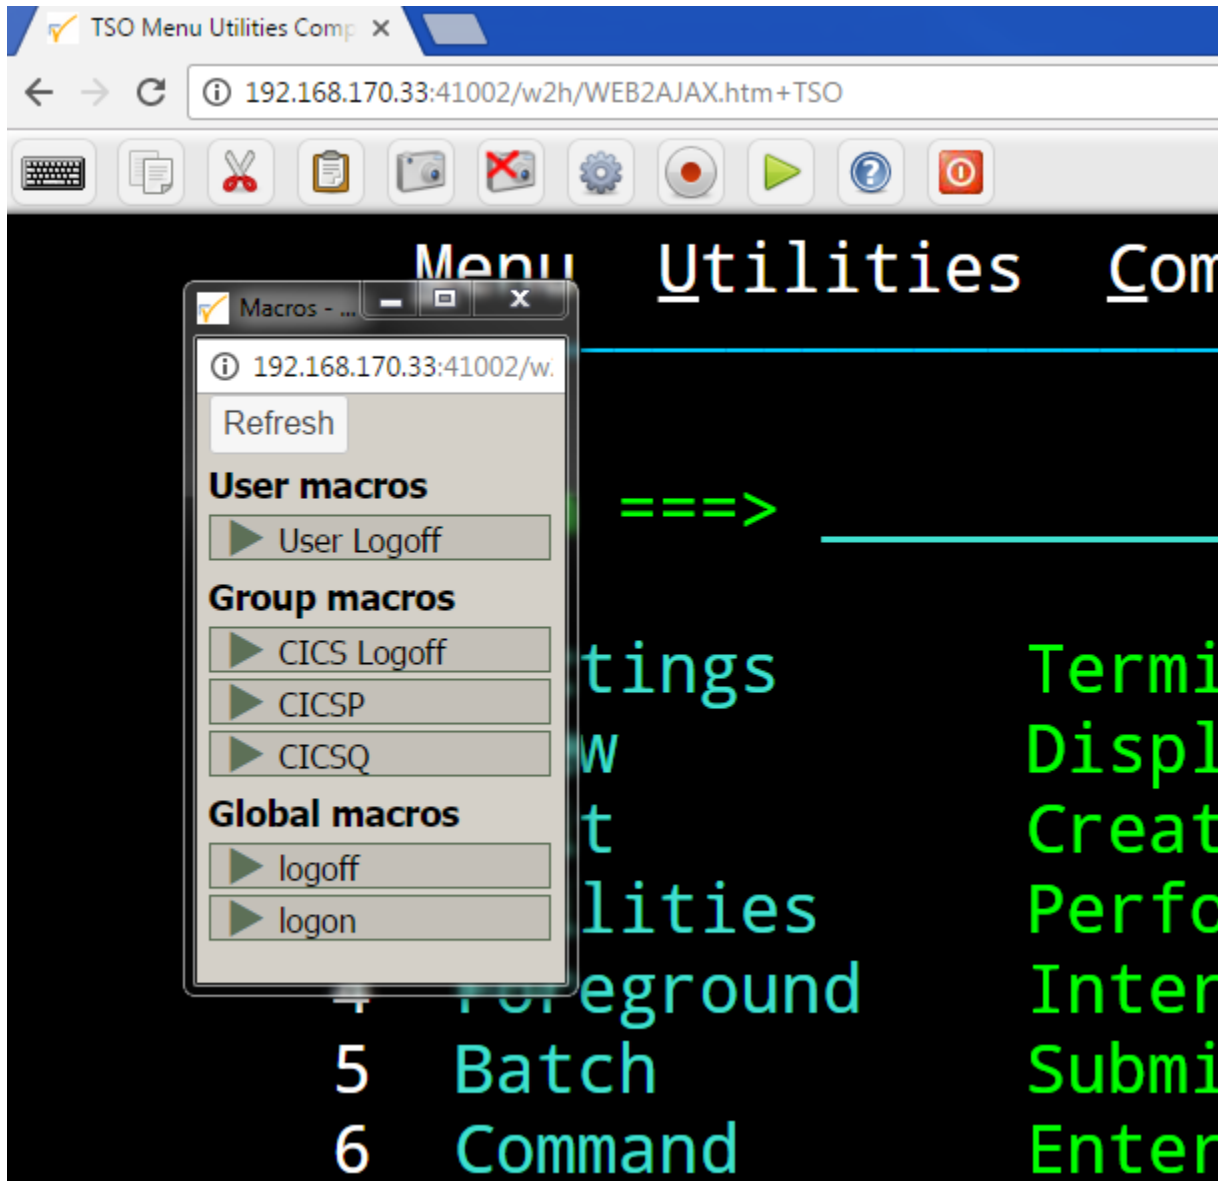 TSO Menu Utilities Comp
192.168.170.33:41002/w2h/WEB2AJAX.htm+TSO
Menu Utilities Com
Macros - ...
192.168.170.33:41002/w
Refresh
User macros
===>
User Logoff
Group macros
CICS Logoff
tings Termi
CICSP
CICSQ
w Displ
Global macros
t Creat
logoff
lities Perfo
logon
4 Foreground Inter
5 Batch Submi
6 Command Enter